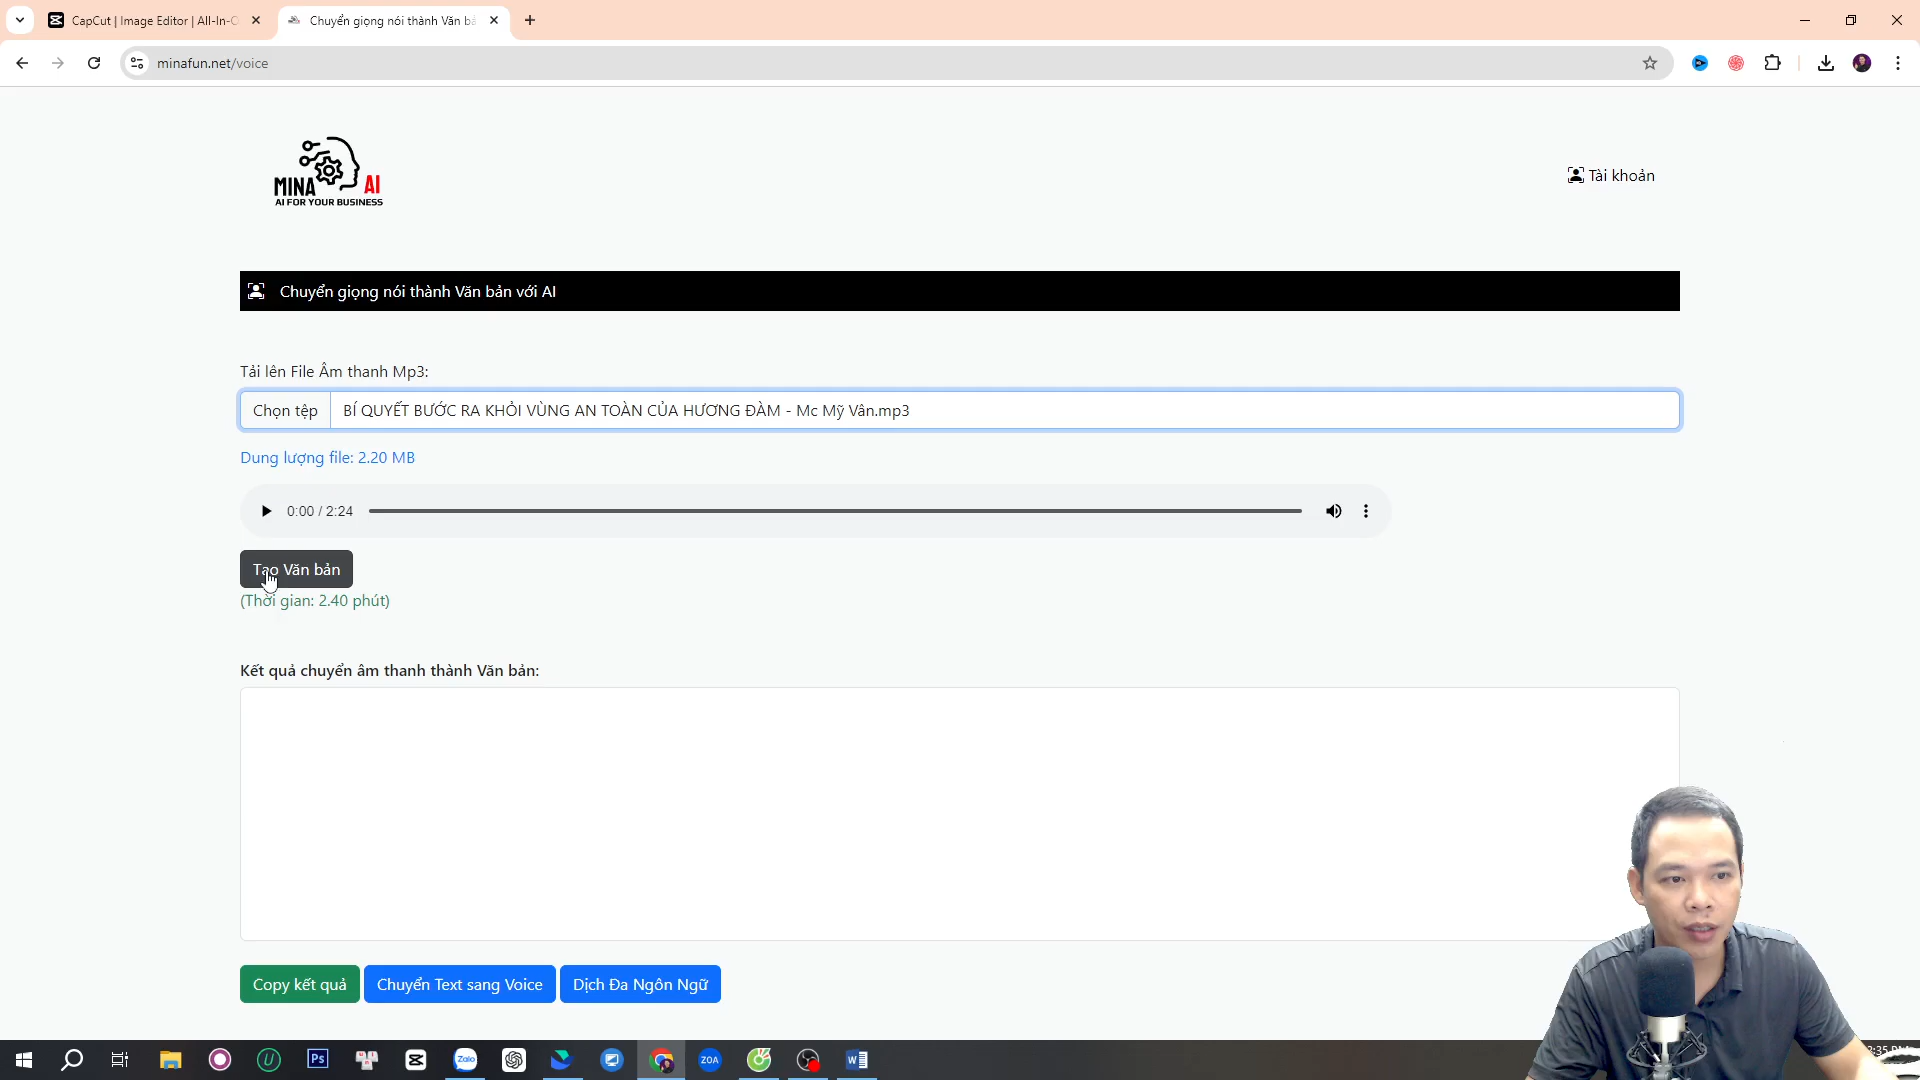 CapCut | Image Editor | All-In-O
Chuyển giọng nói thành Văn bả
minafun.net/voice
MINA AI
AI FOR YOUR BUSINESS
Tài khoản
Chuyển giọng nói thành Văn bản với AI
Tải lên File Âm thanh Mp3:
Chọn tệp BÍ QUYẾT BƯỚC RA KHỎI VÙNG AN TOÀN CỦA HƯƠNG ĐÀM - Mc Mỹ Vân.mp3
Dung lượng file: 2.20 MB
0:00 / 2:24
Tạo Văn bản
(Thời gian: 2.40 phút)
Kết quả chuyển âm thanh thành Văn bản:
Copy kết quả Chuyển Text sang Voice Dịch Đa Ngôn Ngữ
U Ps Zalo ZOA W